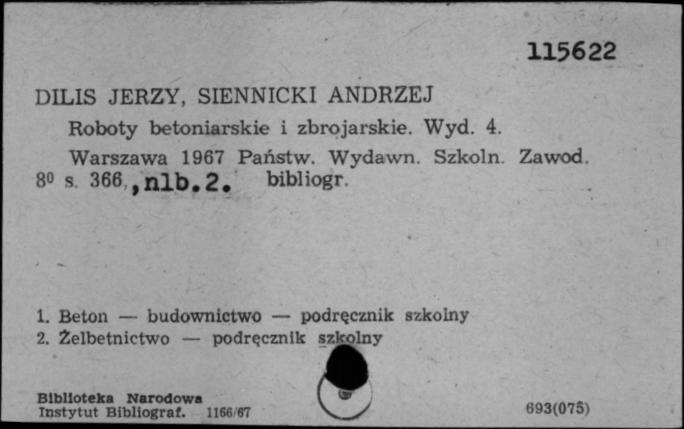 115622
DILIS JERZY, SIENNICKI ANDRZEJ
Roboty betoniarskie i zbrojarskie. Wyd. 4.
Warszawa 1967 Państw. Wydawn. Szkoln. Zawod.
8⁰ s. 366, nlb. 2. bibliogr.
1. Beton — budownictwo — podręcznik szkolny
2. Żelbetnictwo — podręcznik szkolny
Biblioteka Narodowa
Instytut Bibliograf. 1166/67
693(075)